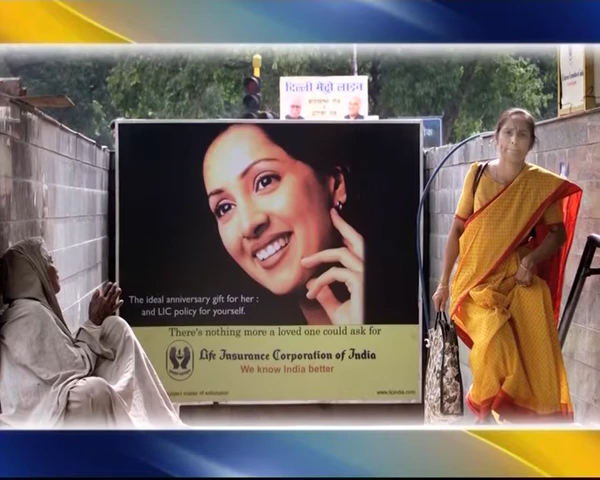 दिल्ली मेट्रो लाइन
The ideal anniversary gift for her :
and LIC policy for yourself.
There's nothing more a loved one could ask for
Life Insurance Corporation of India
We know India better
www.licindia.com